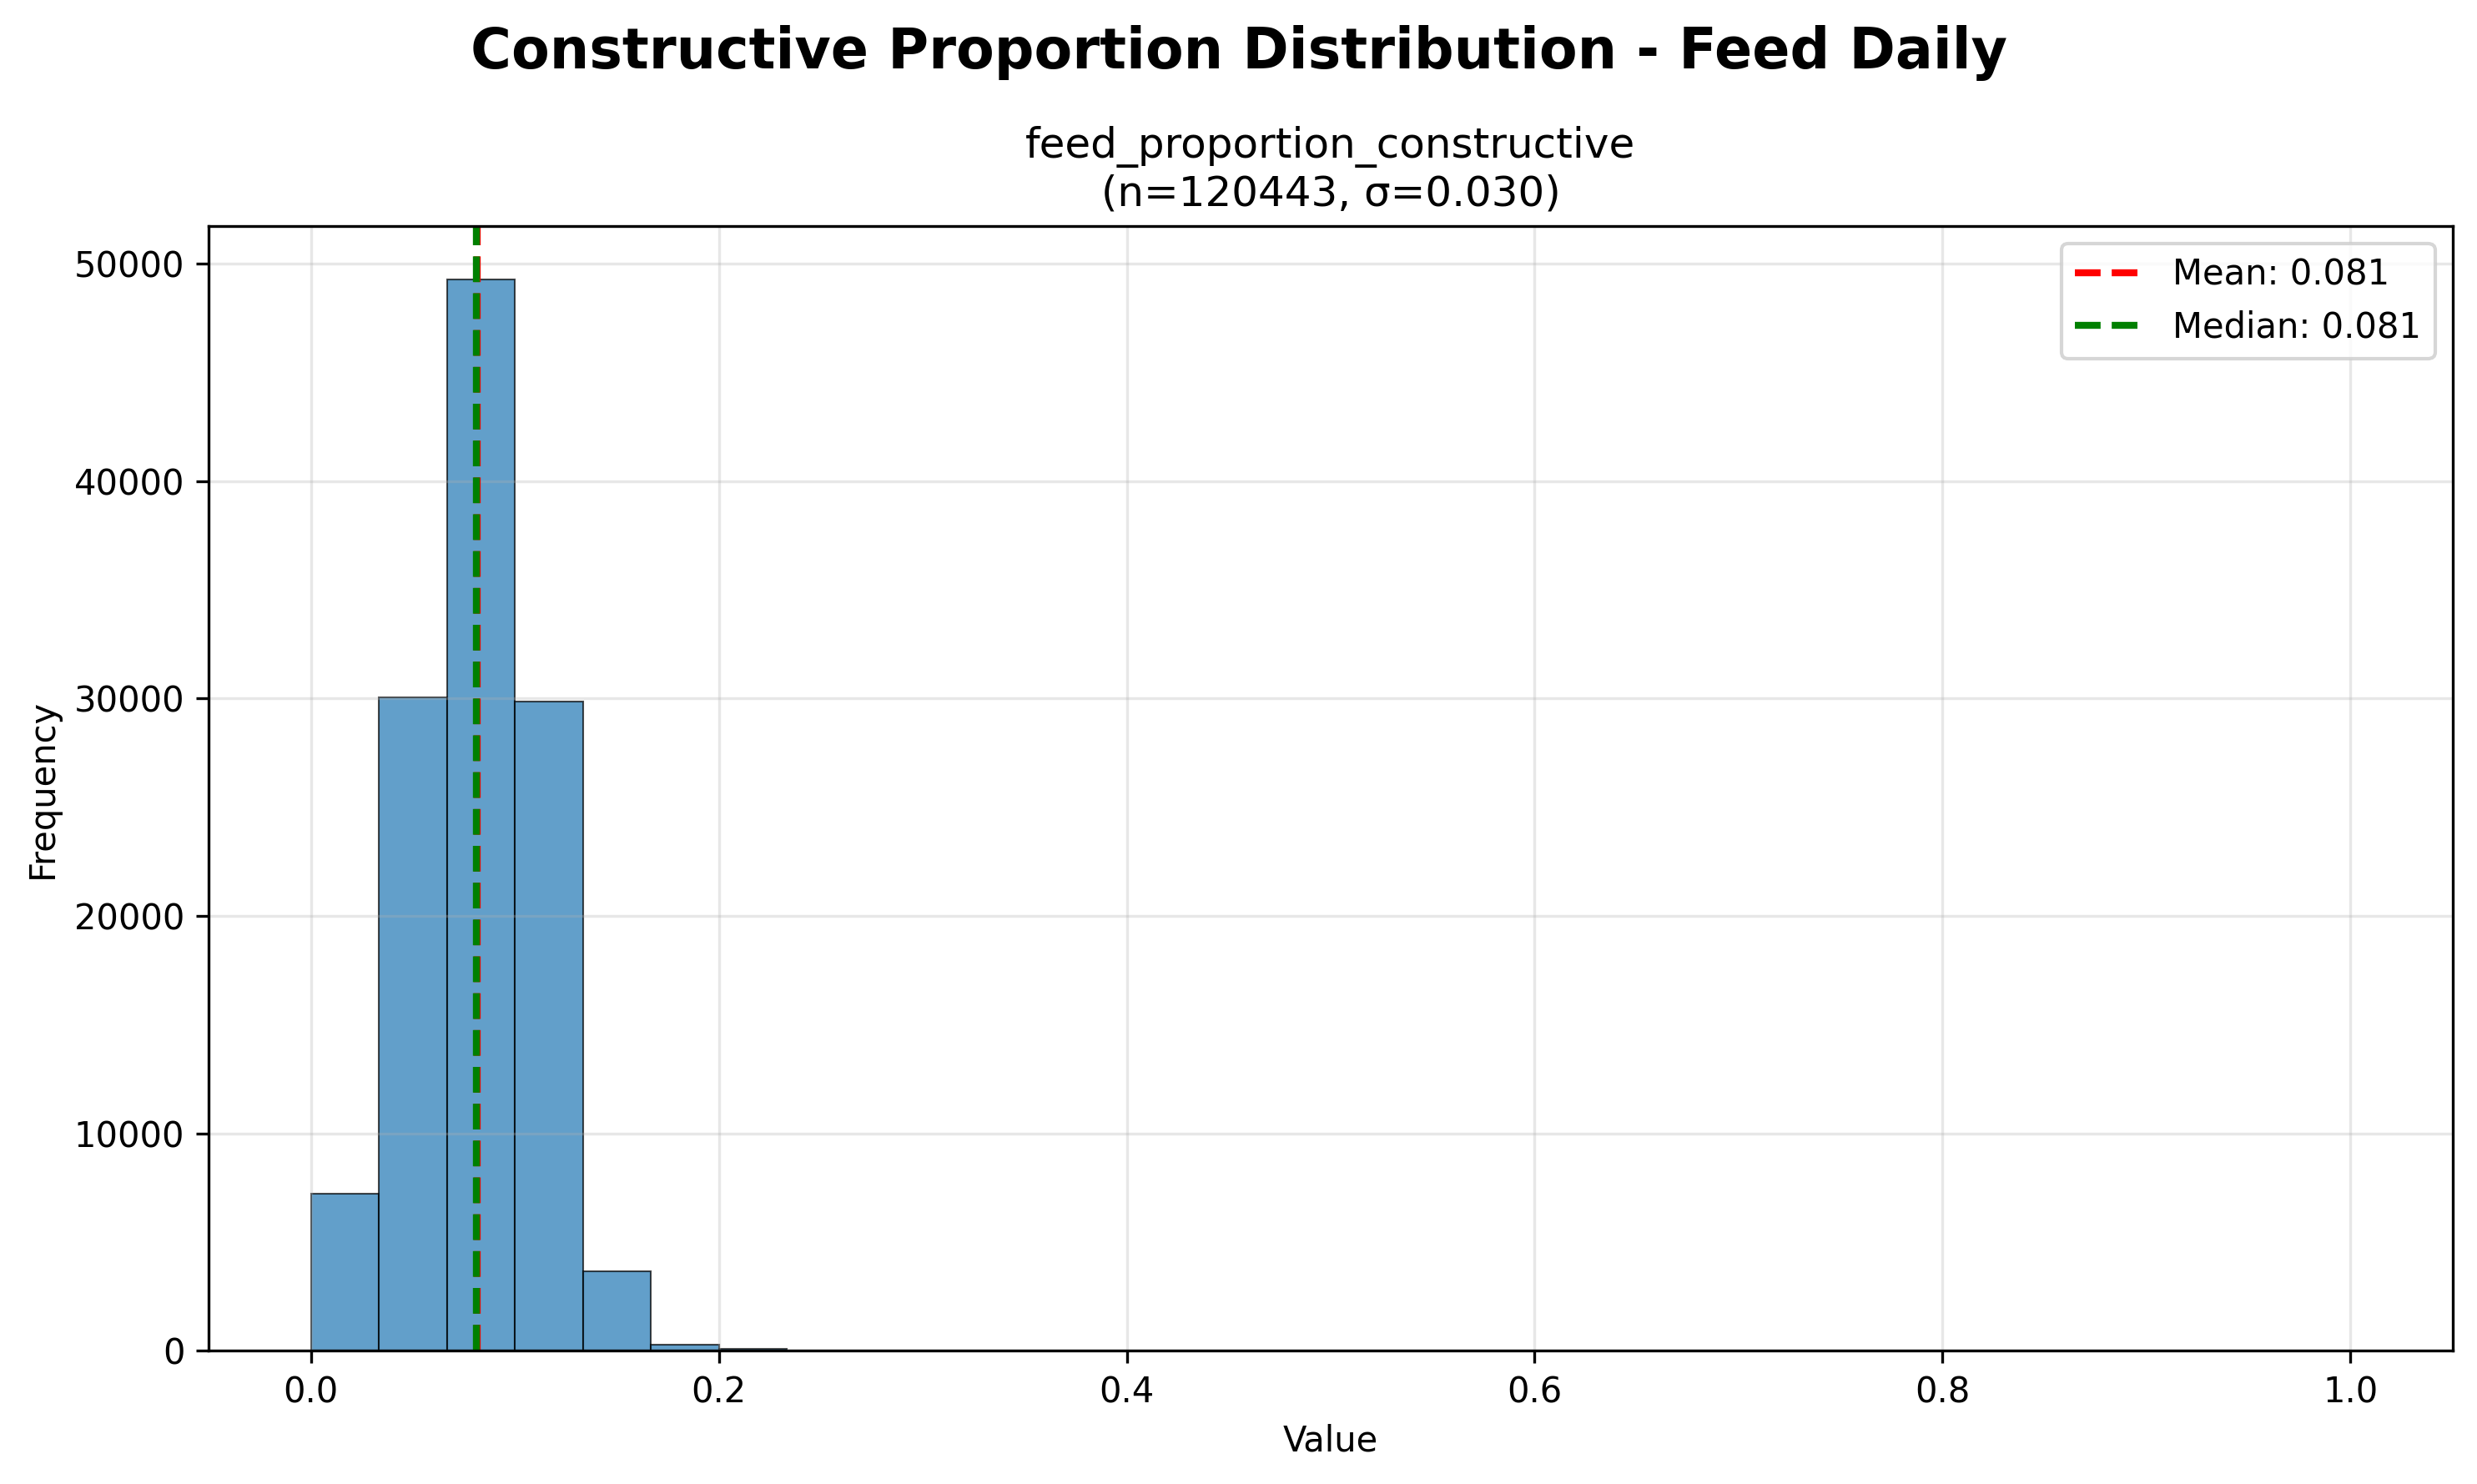 Constructive Proportion Distribution - Feed Daily
feed_proportion_constructive
(n=120443, σ=0.030)
Mean: 0.081
Median: 0.081
50000
40000
30000
20000
10000
0
Frequency
0.0 0.2 0.4 0.6 0.8 1.0
Value